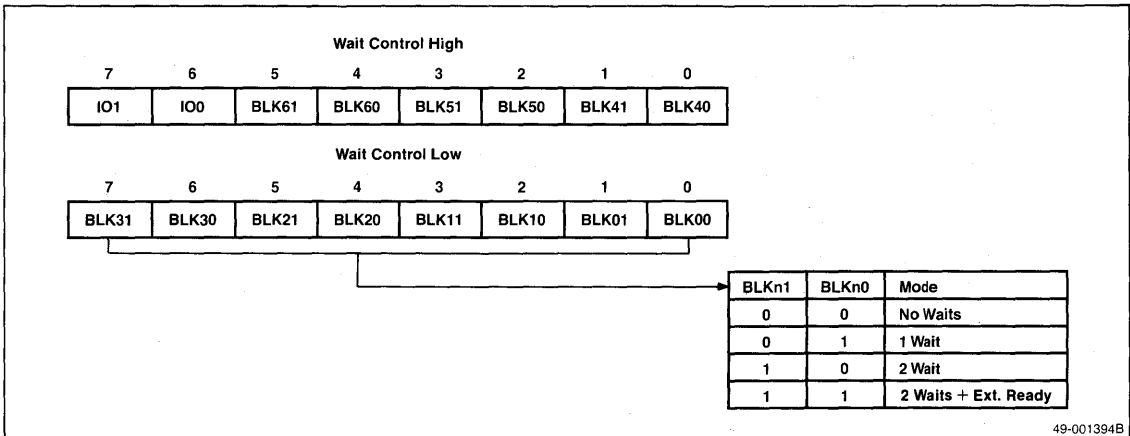 Wait Control High
7 6 5 4 3 2 1 0
IO1 IO0 BLK61 BLK60 BLK51 BLK50 BLK41 BLK40
Wait Control Low
7 6 5 4 3 2 1 0
BLK31 BLK30 BLK21 BLK20 BLK11 BLK10 BLK01 BLK00
BLKn1 BLKn0 Mode
0 0 No Waits
0 1 1 Wait
1 0 2 Wait
1 1 2 Waits + Ext. Ready
49-001394B